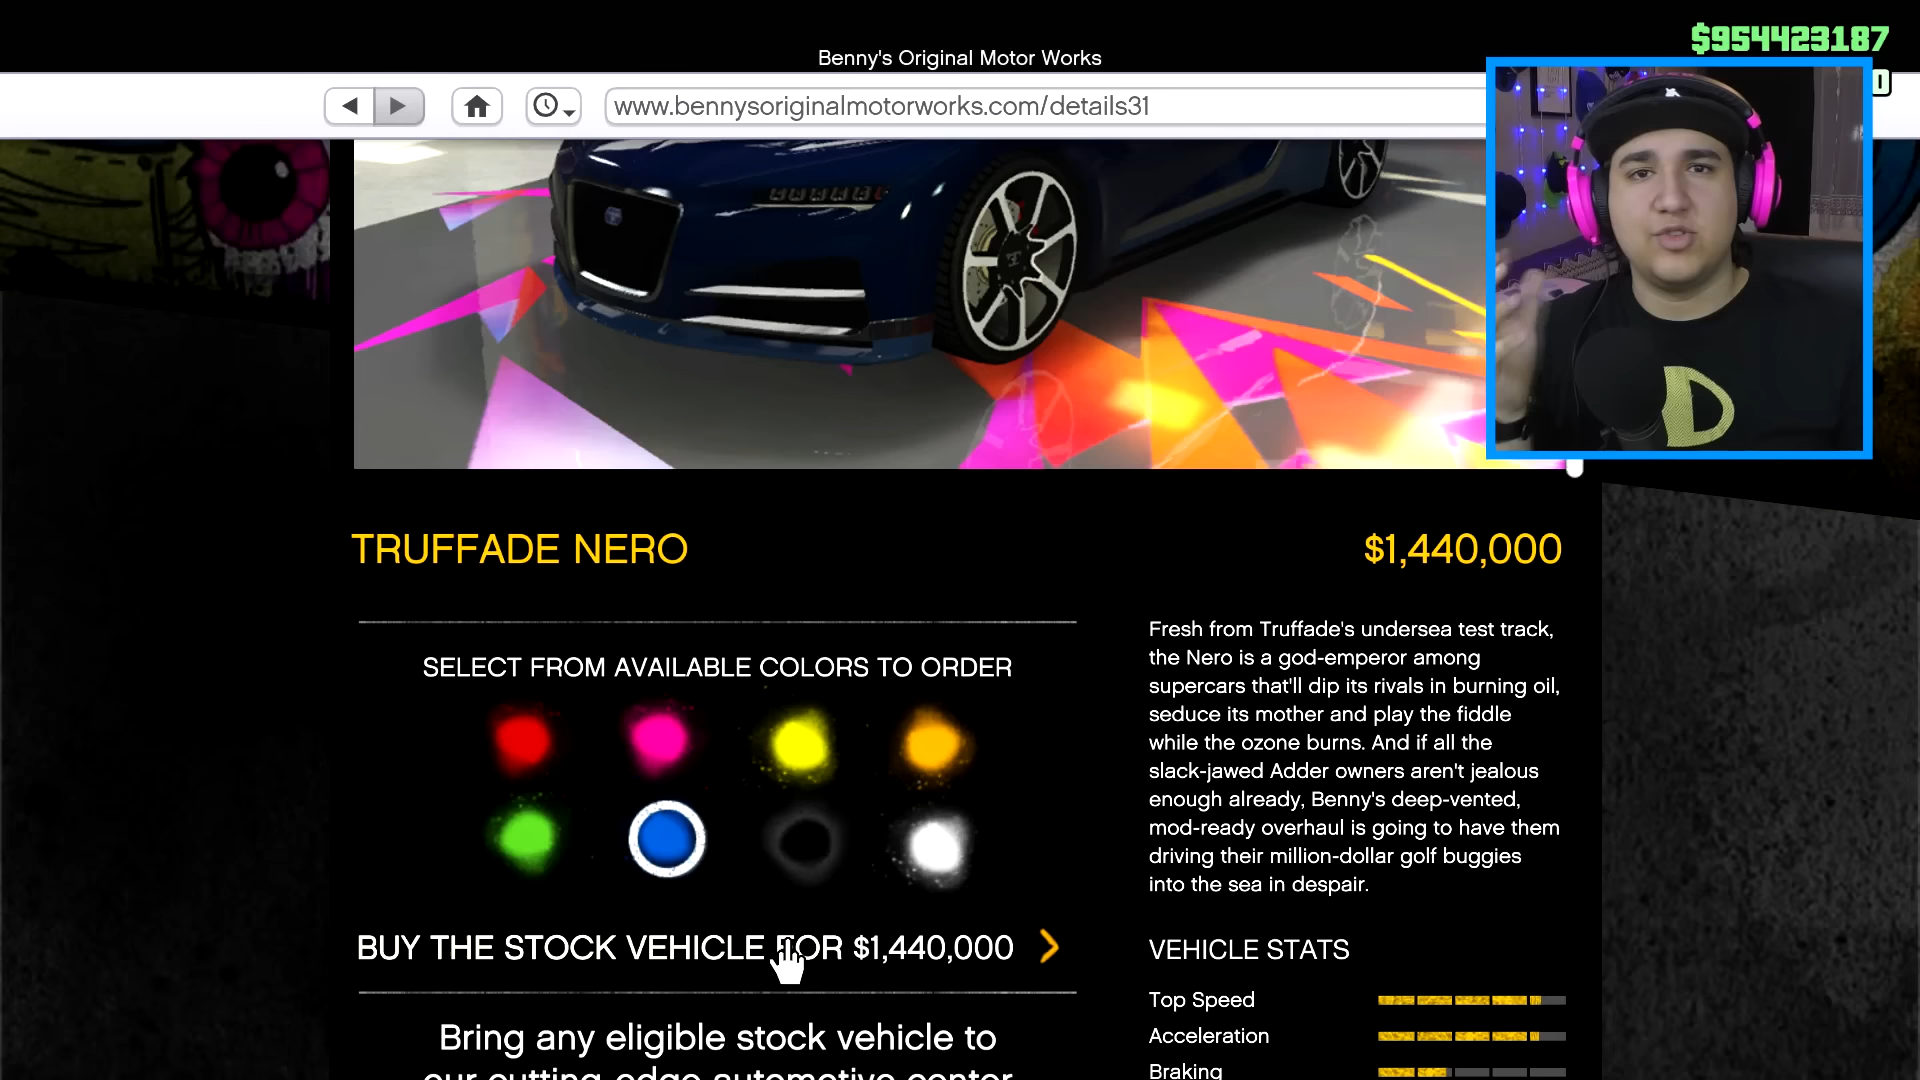 $954423187
Benny's Original Motor Works
www.bennysoriginalmotorworks.com/details31
D
TRUFFADE NERO
$1,440,000
SELECT FROM AVAILABLE COLORS TO ORDER
BUY THE STOCK VEHICLE FOR $1,440,000
Bring any eligible stock vehicle to
our cutting-edge automotive center
Fresh from Truffade's undersea test track,
the Nero is a god-emperor among
supercars that'll dip its rivals in burning oil,
seduce its mother and play the fiddle
while the ozone burns. And if all the
slack-jawed Adder owners aren't jealous
enough already, Benny's deep-vented,
mod-ready overhaul is going to have them
driving their million-dollar golf buggies
into the sea in despair.
VEHICLE STATS
Top Speed
Acceleration
Braking